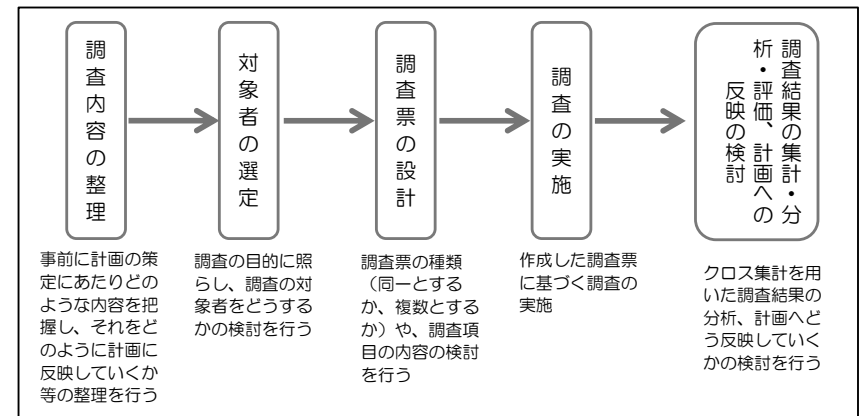 調査内容の整理
対象者の選定
調査票の設計
調査の実施
調査結果の集計・分
析・評価、計画への
反映の検討
事前に計画の策
定にあたりどの
ような内容を把
握し、それをど
のように計画に
反映していくか
等の整理を行う
調査の目的に照
らし、調査の対
象者をどうする
かの検討を行う
調査票の種類
（同一とする
か、複数とする
か）や、調査項
目の内容の検討
を行う
作成した調査票
に基づく調査の
実施
クロス集計を用
いた調査結果の
分析、計画へど
う反映していく
かの検討を行う